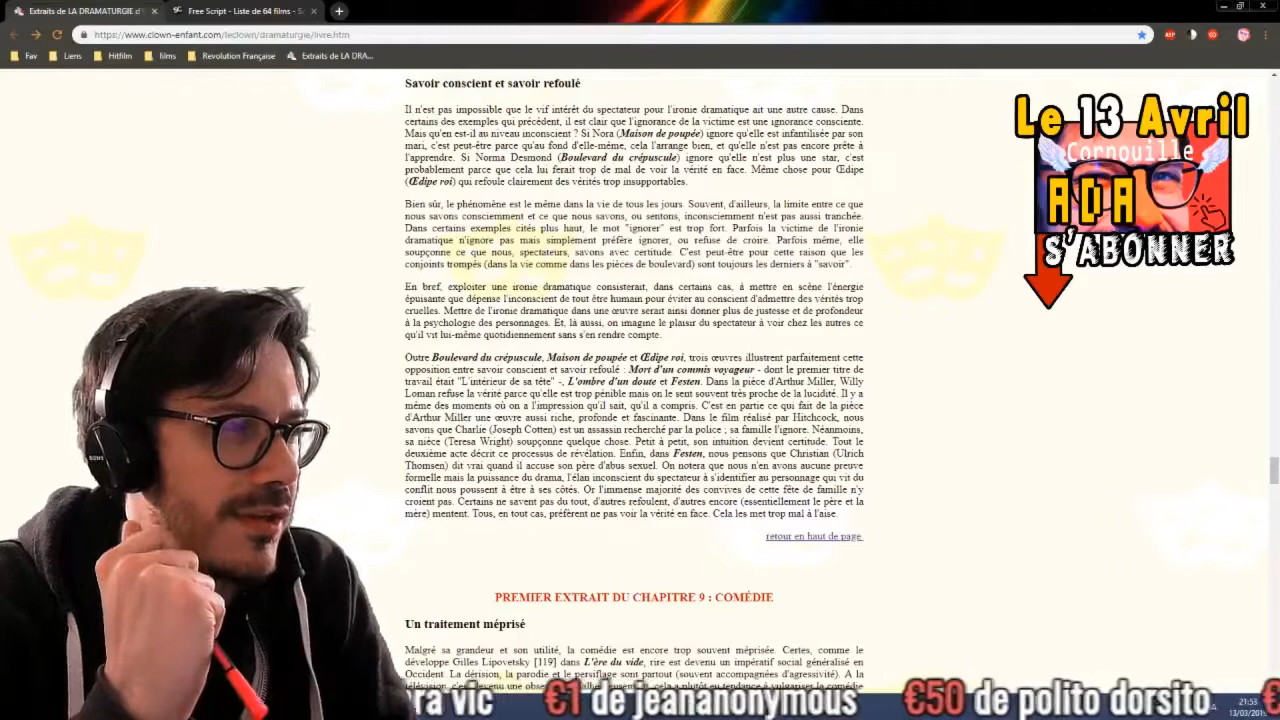 Extraits de LA DRAMATURGIE d'
Free Script - Liste de 64 films - S
https://www.clown-enfant.com/leclown/dramaturgie/livre.htm
Fav
Liens
Hitfilm
films
Revolution Française
Extraits de LA DRA...
Savoir conscient et savoir refoulé
Il n'est pas impossible que le vif intérêt du spectateur pour l'ironie dramatique ait une autre cause. Dans
certains des exemples qui précèdent, il est clair que l'ignorance de la victime est une ignorance consciente.
Mais qu'en est-il au niveau inconscient ? Si Nora (Maison de poupée) ignore qu'elle est infantilisée par son
mari, c'est peut-être parce qu'au fond d'elle-même, cela l'arrange bien, et qu'elle n'est pas encore prête à
l'apprendre. Si Norma Desmond (Boulevard du crépuscule) ignore qu'elle n'est plus une star, c'est
probablement parce que cela lui ferait trop de mal de voir la vérité en face. Même chose pour Œdipe
(Œdipe roi) qui refoule clairement des vérités trop insupportables.
Bien sûr, le phénomène est le même dans la vie de tous les jours. Souvent, d'ailleurs, la limite entre ce que
nous savons consciemment et ce que nous savons, ou sentons, inconsciemment n'est pas aussi tranchée.
Dans certains exemples cités plus haut, le mot "ignorer" est trop fort. Parfois la victime de l'ironie
dramatique n'ignore pas mais simplement préfère ignorer, ou refuse de croire. Parfois même, elle
soupçonne ce que nous, spectateurs, savons avec certitude. C'est peut-être pour cette raison que les
conjoints trompés (dans la vie comme dans les pièces de boulevard) sont toujours les derniers à "savoir".
En bref, exploiter une ironie dramatique consisterait, dans certains cas, à mettre en scène l'énergie
épuisante que dépense l'inconscient de tout être humain pour éviter au conscient d'admettre des vérités trop
cruelles. Mettre de l'ironie dramatique dans une œuvre serait ainsi donner plus de justesse et de profondeur
à la psychologie des personnages. Et, là aussi, on imagine le plaisir du spectateur à voir chez les autres ce
qu'il vit lui-même quotidiennement sans s'en rendre compte.
Outre Boulevard du crépuscule, Maison de poupée et Œdipe roi, trois œuvres illustrent parfaitement cette
opposition entre savoir conscient et savoir refoulé : Mort d'un commis voyageur - dont le premier titre de
travail était "L'intérieur de sa tête" -, L'ombre d'un doute et Festen. Dans la pièce d'Arthur Miller, Willy
Loman refuse la vérité parce qu'elle est trop pénible mais on le sent souvent très proche de la lucidité. Il y a
même des moments où on a l'impression qu'il sait, qu'il a compris. C'est en partie ce qui fait de la pièce
d'Arthur Miller une œuvre aussi riche, profonde et fascinante. Dans le film réalisé par Hitchcock, nous
savons que Charlie (Joseph Cotten) est un assassin recherché par la police ; sa famille l'ignore. Néanmoins,
sa nièce (Teresa Wright) soupçonne quelque chose. Petit à petit, son intuition devient certitude. Tout le
deuxième acte décrit ce processus de révélation. Enfin, dans Festen, nous pensons que Christian (Ulrich
Thomsen) dit vrai quand il accuse son père d'abus sexuel. On notera que nous n'en avons aucune preuve
formelle mais la puissance du drama, l'élan inconscient du spectateur à s'identifier au personnage qui vit du
conflit nous poussent à être à ses côtés. Or l'immense majorité des convives de cette fête de famille n'y
croient pas. Certains ne savent pas du tout, d'autres refoulent, d'autres encore (essentiellement le père et la
mère) mentent. Tous, en tout cas, préfèrent ne pas voir la vérité en face. Cela les met trop mal à l'aise.
retour en haut de page
PREMIER EXTRAIT DU CHAPITRE 9 : COMÉDIE
Un traitement méprisé
Malgré sa grandeur et son utilité, la comédie est encore trop souvent méprisée. Certes, comme le
développe Gilles Lipovetsky [119] dans L'ère du vide, rire est devenu un impératif social généralisé en
Occident. La dérision, la parodie et le persiflage sont partout (souvent accompagnées d'agressivité). A la
Le 13 Avril
Cornouille
ADA
S'ABONNER
ra vic €1 de jeananonymous €50 de polito dorsito €
21:53